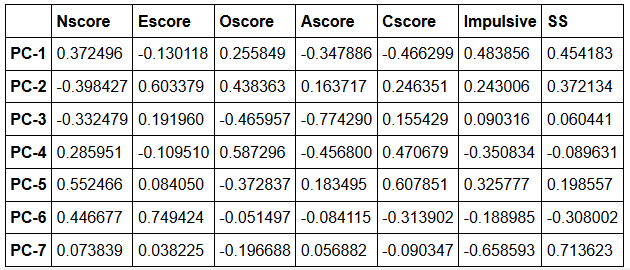 Nscore Escore Oscore Ascore Cscore Impulsive SS
PC-1 0.372496 -0.130118 0.255849 -0.347886 -0.466299 0.483856 0.454183
PC-2 -0.398427 0.603379 0.438363 0.163717 0.246351 0.243006 0.372134
PC-3 -0.332479 0.191960 -0.465957 -0.774290 0.155429 0.090316 0.060441
PC-4 0.285951 -0.109510 0.587296 -0.456800 0.470679 -0.350834 -0.089631
PC-5 0.552466 0.084050 -0.372837 0.183495 0.607851 0.325777 0.198557
PC-6 0.446677 0.749424 -0.051497 -0.084115 -0.313902 -0.188985 -0.308002
PC-7 0.073839 0.038225 -0.196688 0.056882 -0.090347 -0.658593 0.713623